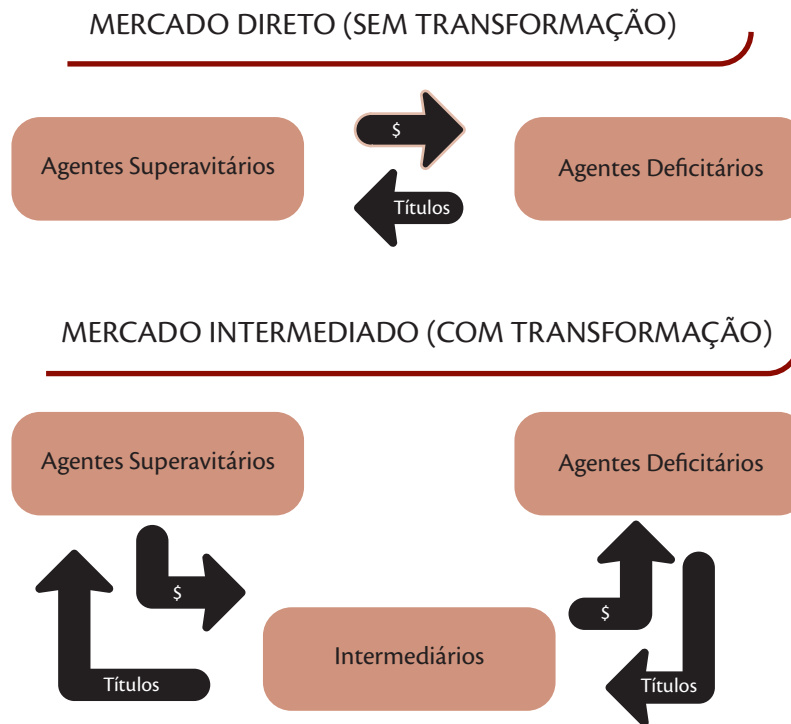 MERCADO DIRETO (SEM TRANSFORMAÇÃO)
Agentes Superavitários
$
Títulos
Agentes Deficitários
MERCADO INTERMEDIADO (COM TRANSFORMAÇÃO)
Agentes Superavitários
Agentes Deficitários
$
$
Títulos
Intermediários
Títulos